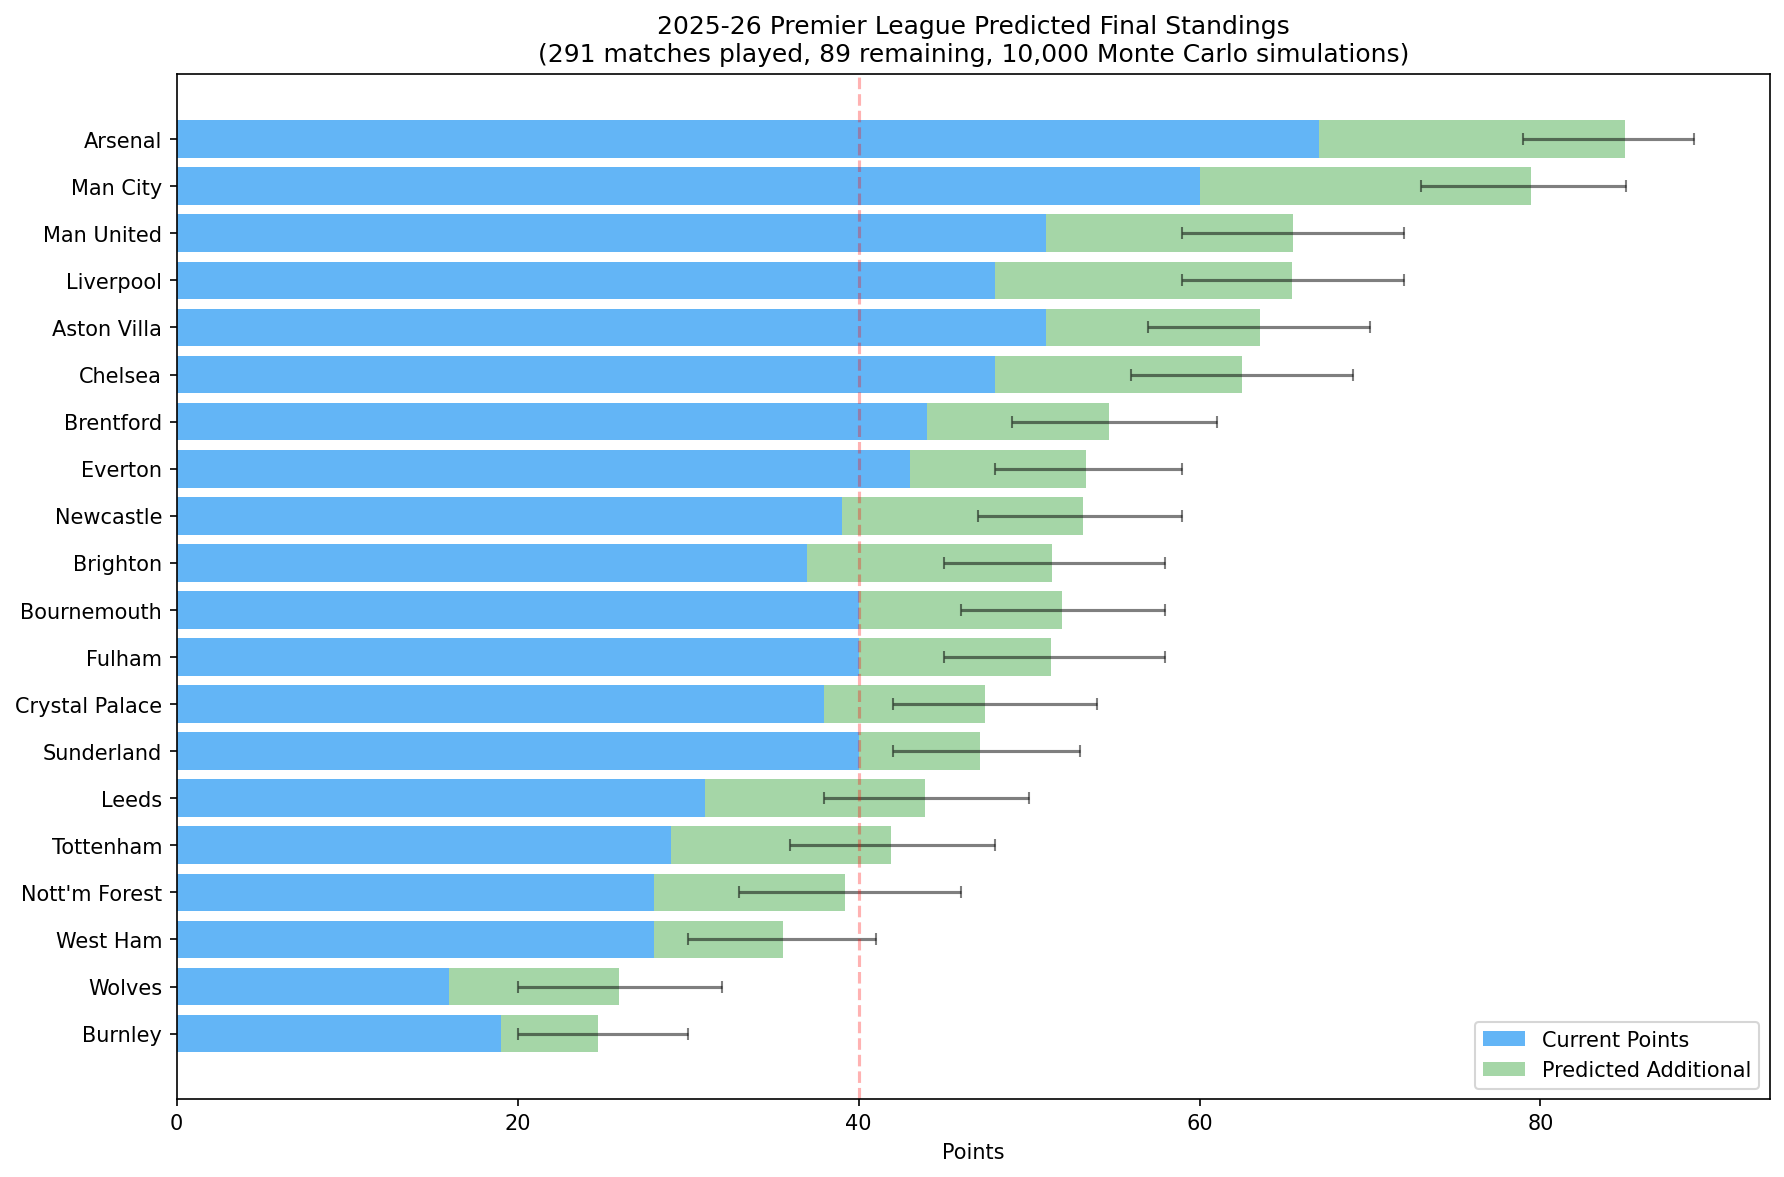 2025-26 Premier League Predicted Final Standings
(291 matches played, 89 remaining, 10,000 Monte Carlo simulations)
Arsenal
Man City
Man United
Liverpool
Aston Villa
Chelsea
Brentford
Everton
Newcastle
Brighton
Bournemouth
Fulham
Crystal Palace
Sunderland
Leeds
Tottenham
Nott'm Forest
West Ham
Wolves
Burnley
Current Points
Predicted Additional
0 20 40 60 80
Points